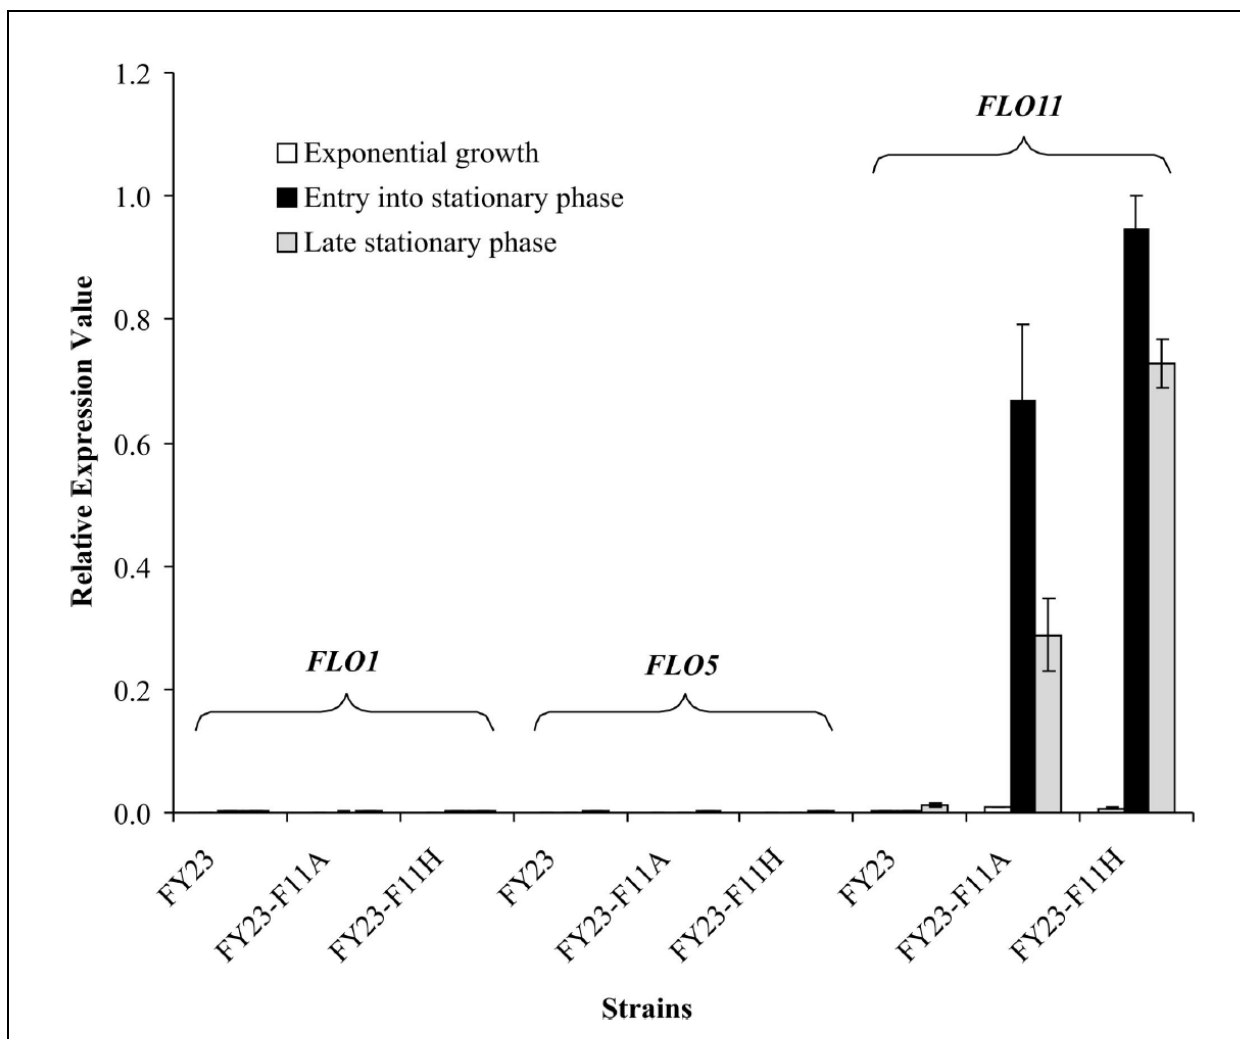 1.2
1.0
0.8
0.6
0.4
0.2
0.0
Relative Expression Value
Exponential growth
Entry into stationary phase
Late stationary phase
FLO1
FLO5
FLO11
FY23
FY23-F11A
FY23-F11H
FY23
FY23-F11A
FY23-F11H
FY23
FY23-F11A
FY23-F11H
Strains